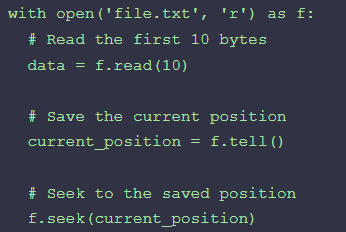 with open('file.txt', 'r') as f:
# Read the first 10 bytes
data = f.read(10)
# Save the current position
current_position = f.tell()
# Seek to the saved position
f.seek(current_position)